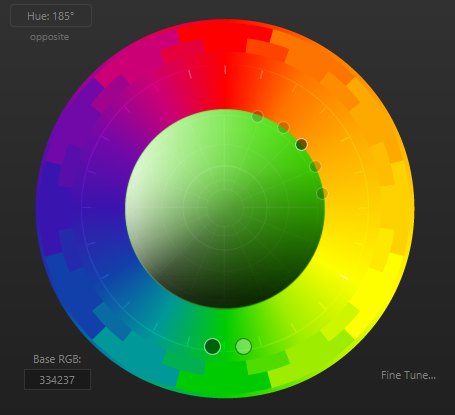 Hue: 185°
opposite
Base RGB:
334237
Fine Tune...